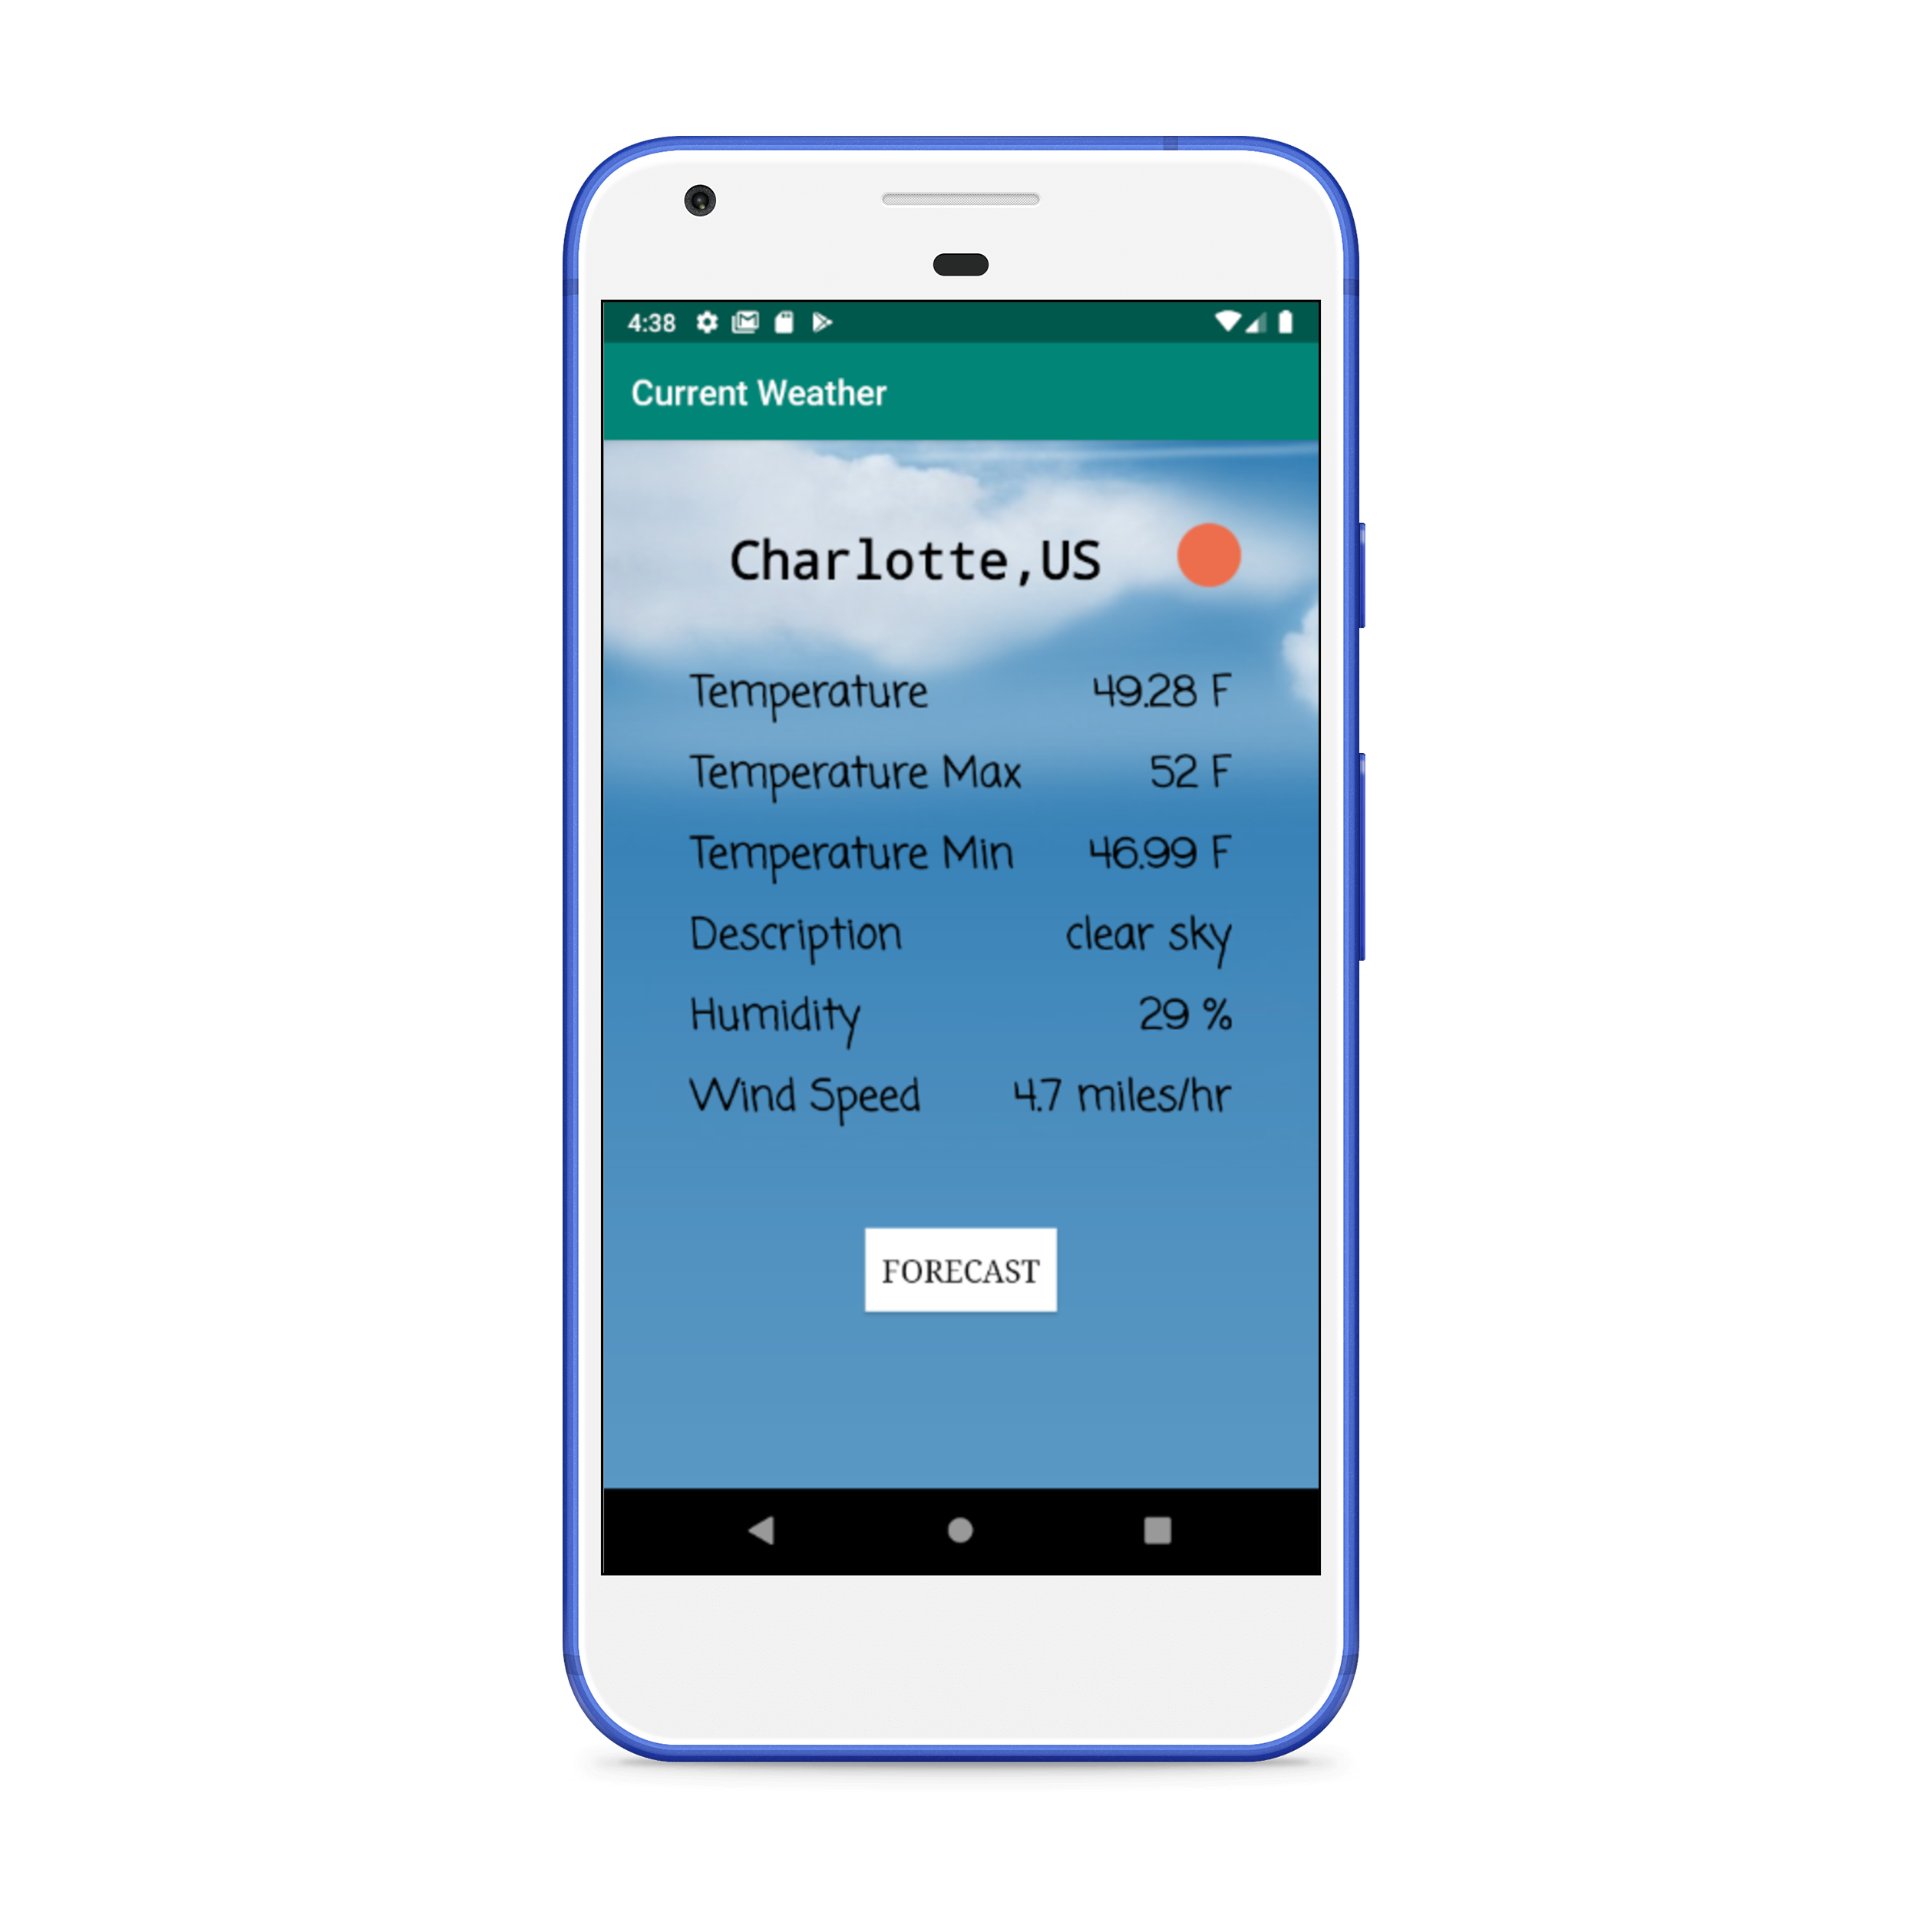 4:38
Current Weather
Charlotte,US
Temperature 49.28 F
Temperature Max 52 F
Temperature Min 46.99 F
Description clear sky
Humidity 29 %
Wind Speed 4.7 miles/hr
FORECAST